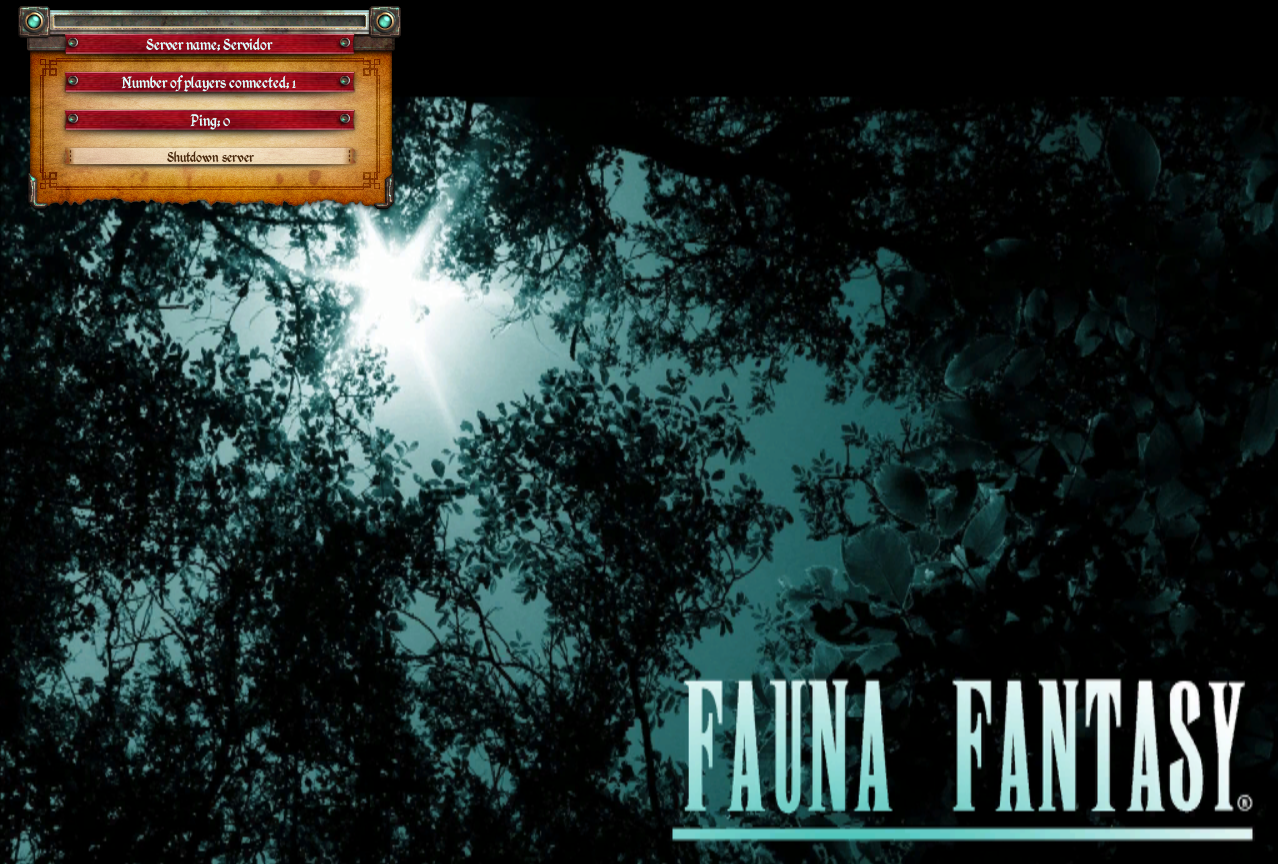 Server name: Servidor
Number of players connected: 1
Ping: 0
Shutdown server
FAUNA FANTASY®